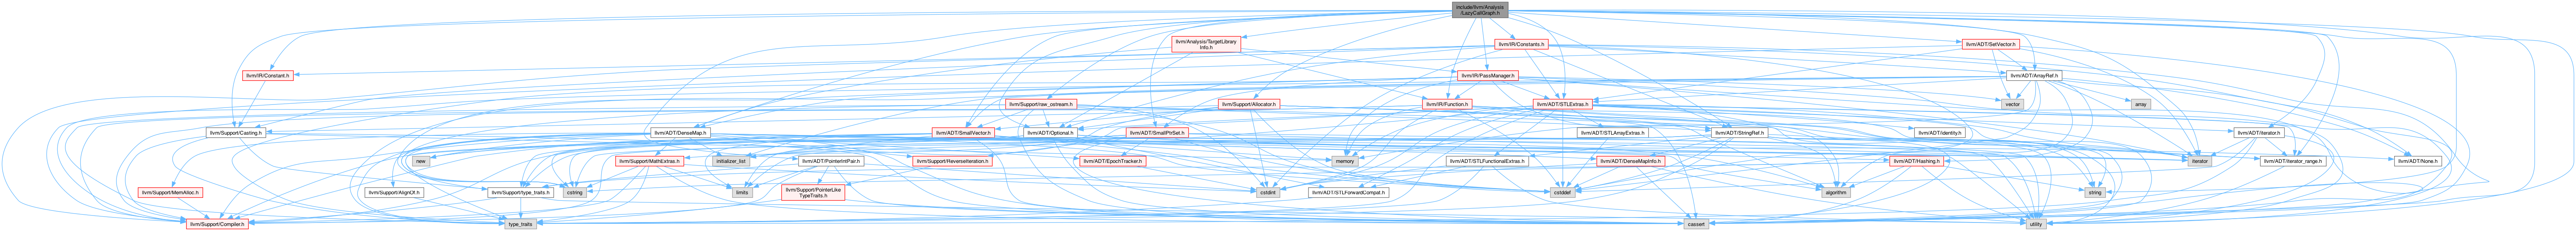 include/llvm/Analysis
/LazyCallGraph.h
llvm/Analysis/TargetLibrary
Info.h
llvm/IR/Constants.h
llvm/ADT/SetVector.h
llvm/IR/Constant.h
llvm/IR/PassManager.h
llvm/ADT/ArrayRef.h
llvm/Support/raw_ostream.h
llvm/Support/Allocator.h
llvm/IR/Function.h
llvm/ADT/STLExtras.h
vector
array
llvm/Support/Casting.h
llvm/ADT/DenseMap.h
llvm/ADT/SmallVector.h
llvm/ADT/Optional.h
llvm/ADT/SmallPtrSet.h
llvm/ADT/STLArrayExtras.h
llvm/ADT/StringRef.h
llvm/ADT/identity.h
llvm/ADT/iterator.h
new
llvm/Support/MathExtras.h
initializer_list
llvm/ADT/PointerIntPair.h
llvm/Support/ReverseIteration.h
llvm/ADT/EpochTracker.h
llvm/ADT/STLFunctionalExtras.h
memory
llvm/ADT/DenseMapInfo.h
llvm/ADT/Hashing.h
iterator
llvm/ADT/iterator_range.h
llvm/ADT/None.h
llvm/Support/MemAlloc.h
llvm/Support/AlignOf.h
llvm/Support/type_traits.h
cstring
limits
llvm/Support/PointerLike
TypeTraits.h
cstdint
llvm/ADT/STLForwardCompat.h
cstddef
algorithm
string
llvm/Support/Compiler.h
type_traits
cassert
utility